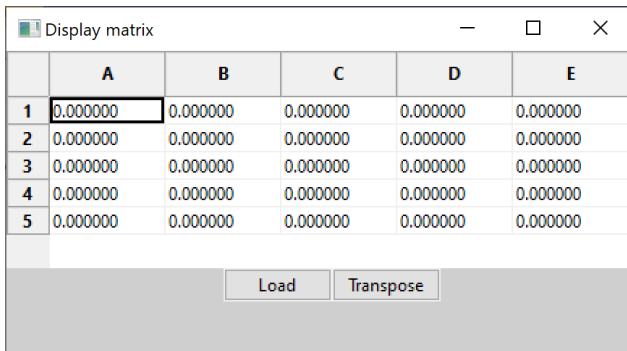 Display matrix
A B C D E
1 0.000000 0.000000 0.000000 0.000000 0.000000
2 0.000000 0.000000 0.000000 0.000000 0.000000
3 0.000000 0.000000 0.000000 0.000000 0.000000
4 0.000000 0.000000 0.000000 0.000000 0.000000
5 0.000000 0.000000 0.000000 0.000000 0.000000
Load Transpose